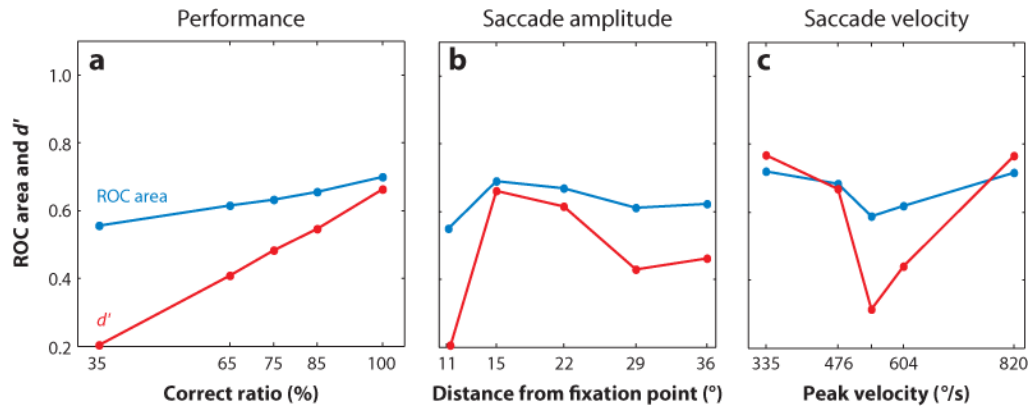 Performance
Saccade amplitude
Saccade velocity
a
b
c
ROC area and d'
1.0
0.8
0.6
0.4
0.2
ROC area
d'
35
65
75
85
100
11
15
22
29
36
335
476
604
820
Correct ratio (%)
Distance from fixation point (°)
Peak velocity (°/s)